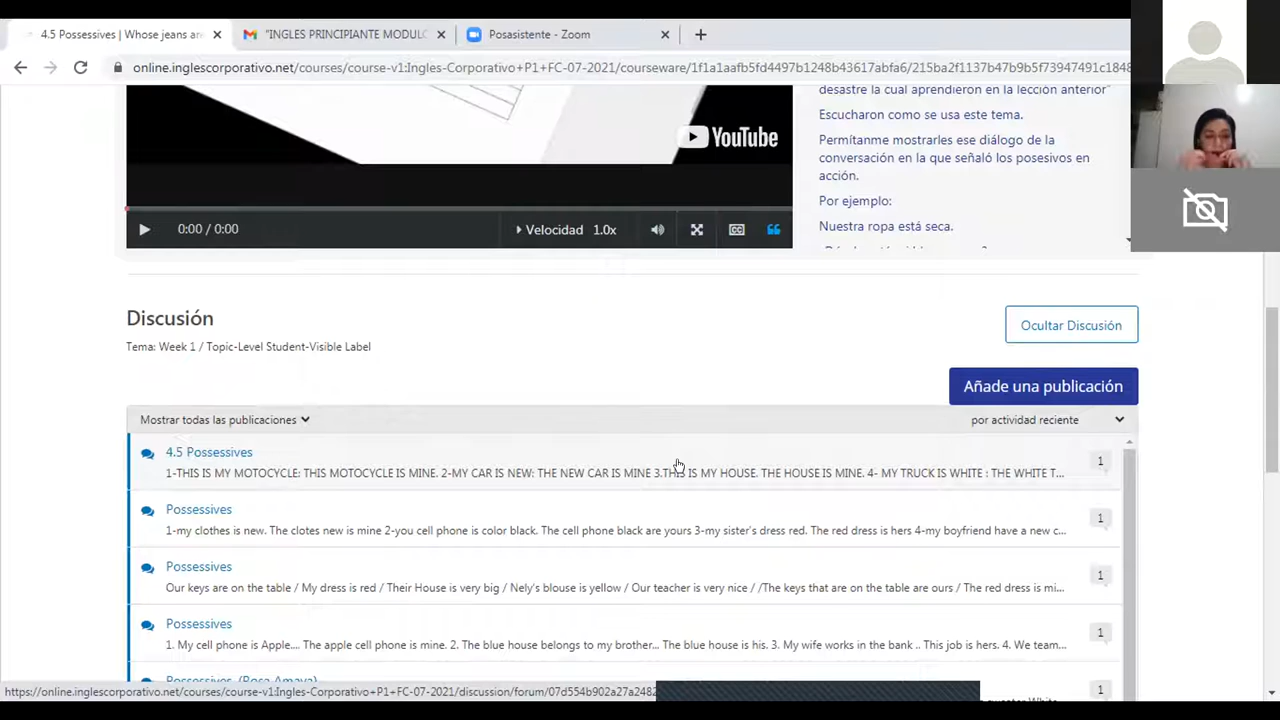 4.5 Possessives | Whose jeans are
"INGLES PRINCIPIANTE MODULO
Posasistente - Zoom
online.inglescorporativo.net/courses/course-v1:Ingles-Corporativo+P1+FC-07-2021/courseware/1f1a1aafb5fd4497b1248b43617abfa6/215ba2f1137b47b9b5f73947491c1848
desastre la cual aprendieron en la lección anterior"
Escucharon como se usa este tema.
Permítanme mostrarles ese diálogo de la
conversación en la que señaló los posesivos en
acción.
Por ejemplo:
Nuestra ropa está seca.
YouTube
0:00 / 0:00
Velocidad 1.0x
CC
Discusión
Ocultar Discusión
Tema: Week 1 / Topic-Level Student-Visible Label
Añade una publicación
Mostrar todas las publicaciones
por actividad reciente
4.5 Possessives
1-THIS IS MY MOTOCYCLE: THIS MOTOCYCLE IS MINE. 2-MY CAR IS NEW: THE NEW CAR IS MINE 3.THIS IS MY HOUSE. THE HOUSE IS MINE. 4- MY TRUCK IS WHITE : THE WHITE T...
1
Possessives
1-my clothes is new. The clotes new is mine 2-you cell phone is color black. The cell phone black are yours 3-my sister's dress red. The red dress is hers 4-my boyfriend have a new c...
1
Possessives
Our keys are on the table / My dress is red / Their House is very big / Nely's blouse is yellow / Our teacher is very nice / /The keys that are on the table are ours / The red dress is mi...
1
Possessives
1. My cell phone is Apple.... The apple cell phone is mine. 2. The blue house belongs to my brother... The blue house is his. 3. My wife works in the bank .. This job is hers. 4. We team...
1
Possessives (Rosa Amaya)
1
https://online.inglescorporativo.net/courses/course-v1:Ingles-Corporativo+P1+FC-07-2021/discussion/forum/07d554b902a27a2482
sweater White